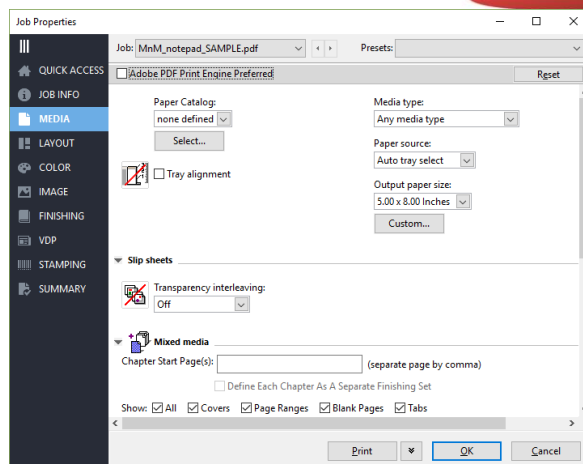 Job Properties
Job: MnM_notepad_SAMPLE.pdf Presets:
QUICK ACCESS
JOB INFO
MEDIA
LAYOUT
COLOR
IMAGE
FINISHING
VDP
STAMPING
SUMMARY
Adobe PDF Print Engine Preferred Reset
Paper Catalog:
none defined
Select...
Tray alignment
Media type:
Any media type
Paper source:
Auto tray select
Output paper size:
5.00 x 8.00 Inches
Custom...
Slip sheets
Transparency interleaving:
Off
Mixed media
Chapter Start Page(s): (separate page by comma)
Define Each Chapter As A Separate Finishing Set
Show: All Covers Page Ranges Blank Pages Tabs
Print OK Cancel